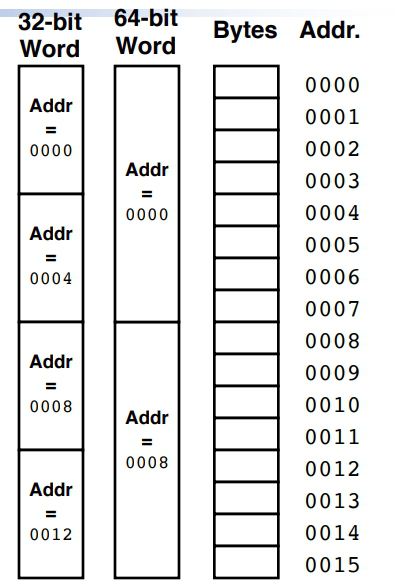 32-bit
Word
64-bit
Word
Bytes
Addr.
Addr
=
0000
Addr
=
0004
Addr
=
0008
Addr
=
0012
Addr
=
0000
Addr
=
0008
0000
0001
0002
0003
0004
0005
0006
0007
0008
0009
0010
0011
0012
0013
0014
0015